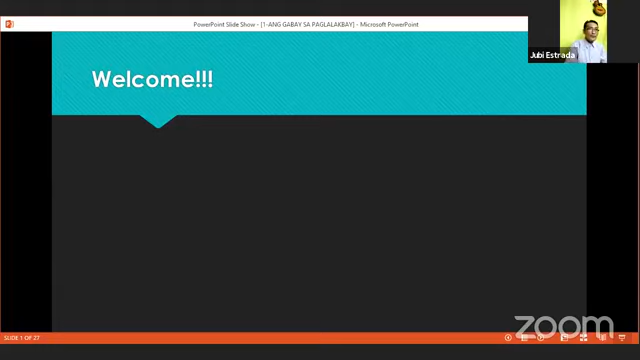 PowerPoint Slide Show - [1-ANG GABAY SA PAGLALAKBAY] - Microsoft PowerPoint
Jubi Estrada
Welcome!!!
zoom
SLIDE 1 OF 27